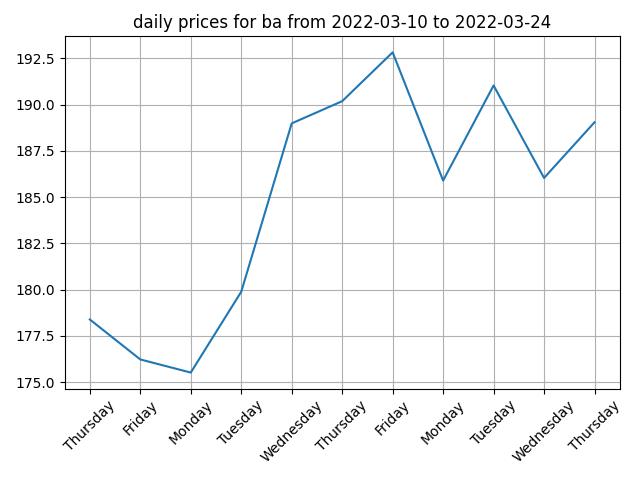 daily prices for ba from 2022-03-10 to 2022-03-24
192.5
190.0
187.5
185.0
182.5
180.0
177.5
175.0
Thursday
Friday
Monday
Tuesday
Wednesday
Thursday
Friday
Monday
Tuesday
Wednesday
Thursday